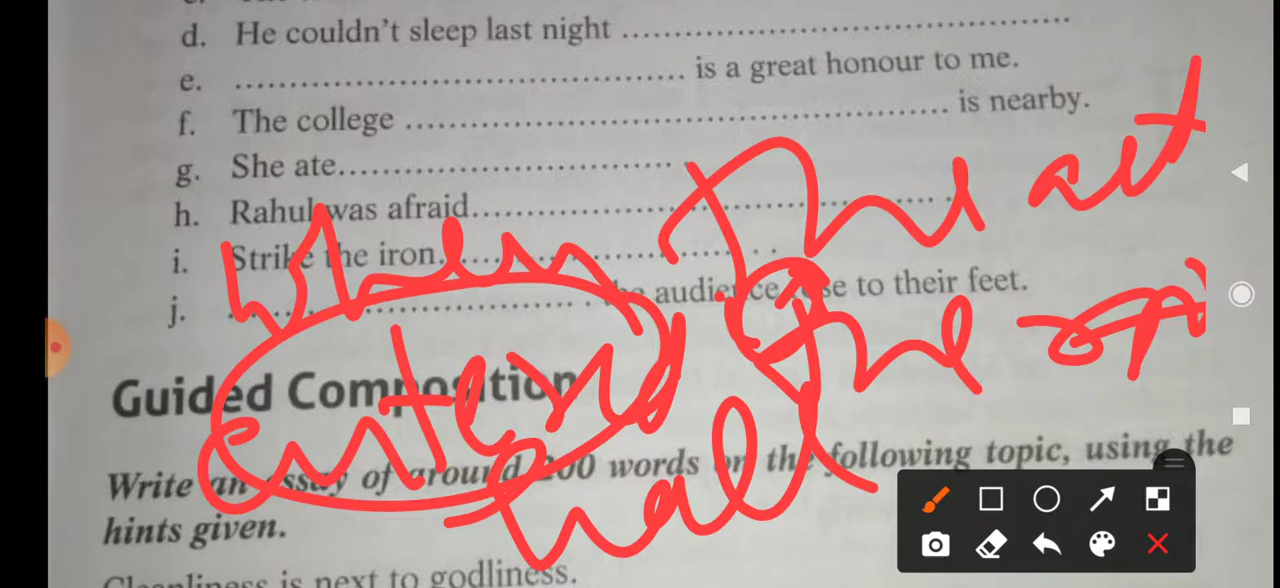 d. He couldn't sleep last night ........................................
e. ........................................ is a great honour to me.
f. The college ........................................ is nearby.
g. She ate........................................
h. Rahul was afraid........................................
i. Strike the iron........................................
j. ........................................ the audience rose to their feet.
When the
entered
the
hall
Guided Composition
Write an essay of around 200 words on the following topic, using the
hints given.
Cleanliness is next to godliness.